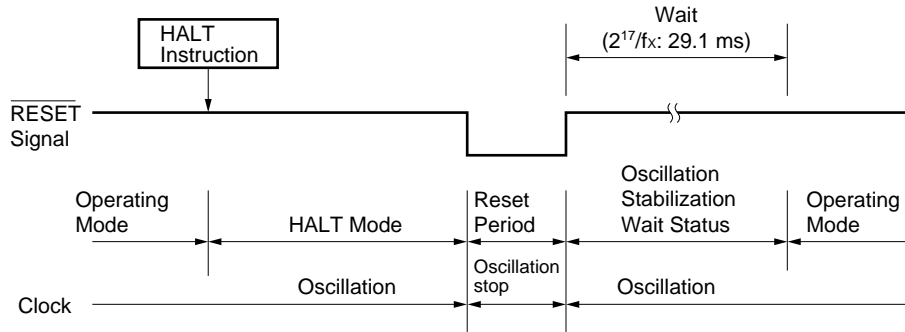 HALT
Instruction
Wait
(2¹⁷/fx: 29.1 ms)
RESET
Signal
Operating
Mode
HALT Mode
Reset
Period
Oscillation
Stabilization
Wait Status
Operating
Mode
Clock
Oscillation
Oscillation
stop
Oscillation